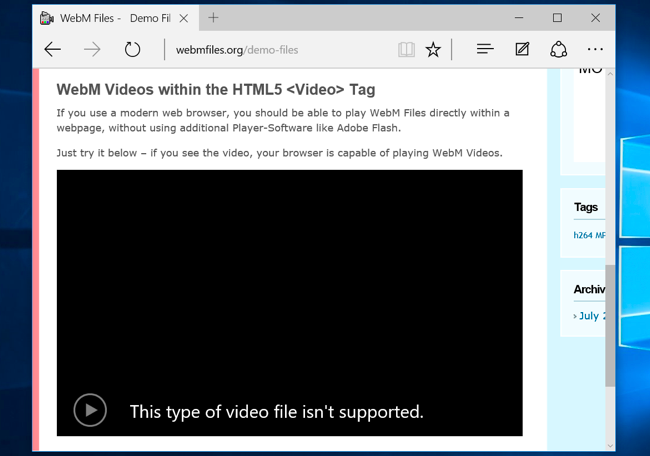 WebM Files - Demo Fil
webmfiles.org/demo-files
WebM Videos within the HTML5 <Video> Tag
If you use a modern web browser, you should be able to play WebM Files directly within a
webpage, without using additional Player-Software like Adobe Flash.
Just try it below – if you see the video, your browser is capable of playing WebM Videos.
This type of video file isn't supported.
Tags
h264
Archiv
› July